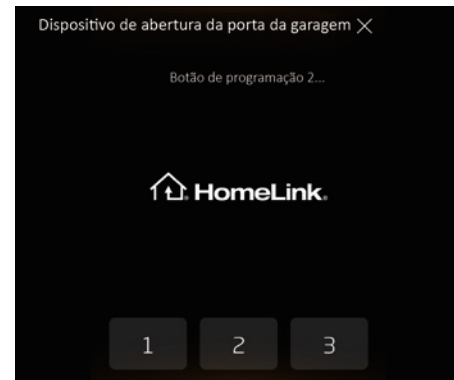 Dispositivo de abertura da porta da garagem ×
Botão de programação 2...
HomeLink®
1 2 3